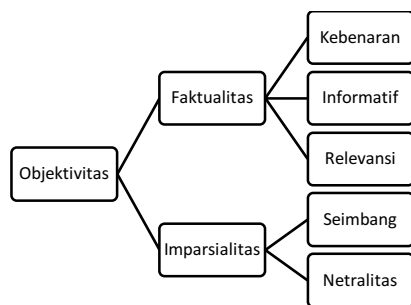 Kebenaran
Faktualitas
Informatif
Relevansi
Objektivitas
Seimbang
Imparsialitas
Netralitas